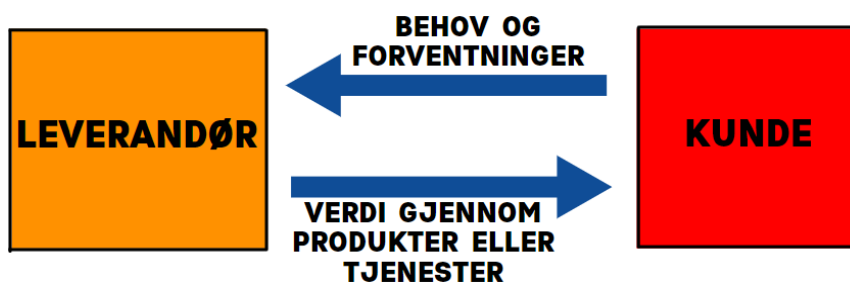 BEHOV OG
FORVENTNINGER
LEVERANDØR
KUNDE
VERDI GJENNOM
PRODUKTER ELLER
TJENESTER